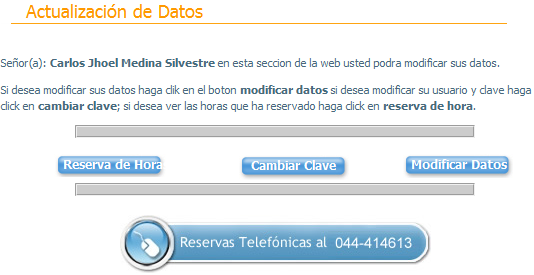 Actualización de Datos
Señor(a): Carlos Jhoel Medina Silvestre en esta seccion de la web usted podra modificar sus datos.
Si desea modificar sus datos haga clik en el boton modificar datos si desea modificar su usuario y clave haga
click en cambiar clave; si desea ver las horas que ha reservado haga click en reserva de hora.
Reserva de Hora Cambiar Clave Modificar Datos
Reservas Telefónicas al 044-414613